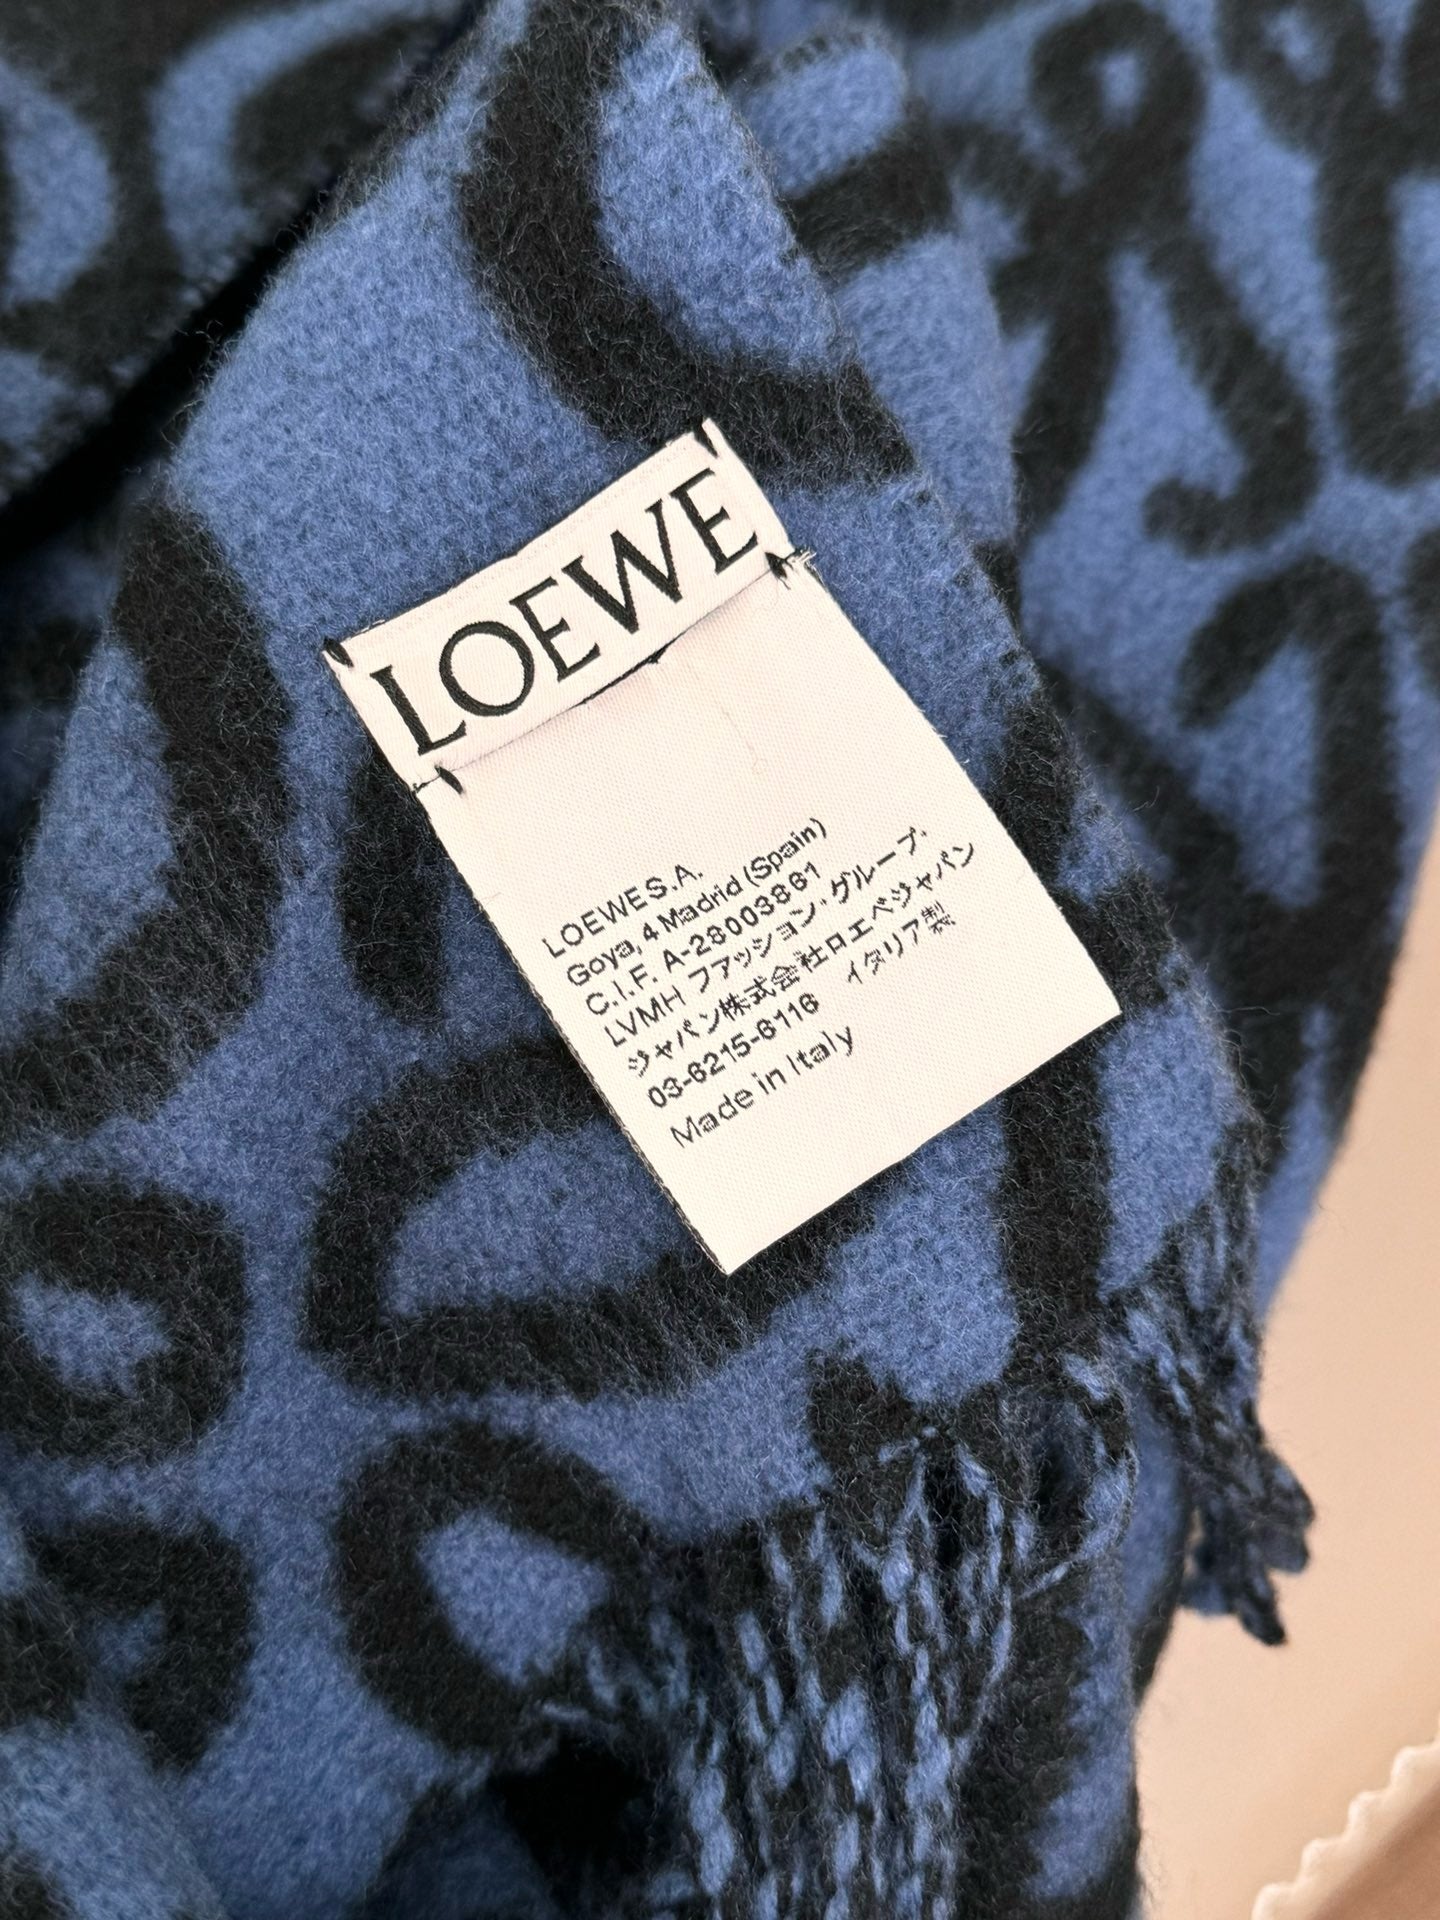 LOEWE
LOEWE S.A.
Goya, 4 Madrid (Spain)
C.I.F. A-28003861
LVMH ファッション・グループ・
ジャパン株式会社ロエベジャパン
03-6215-6116 イタリア製
Made in Italy